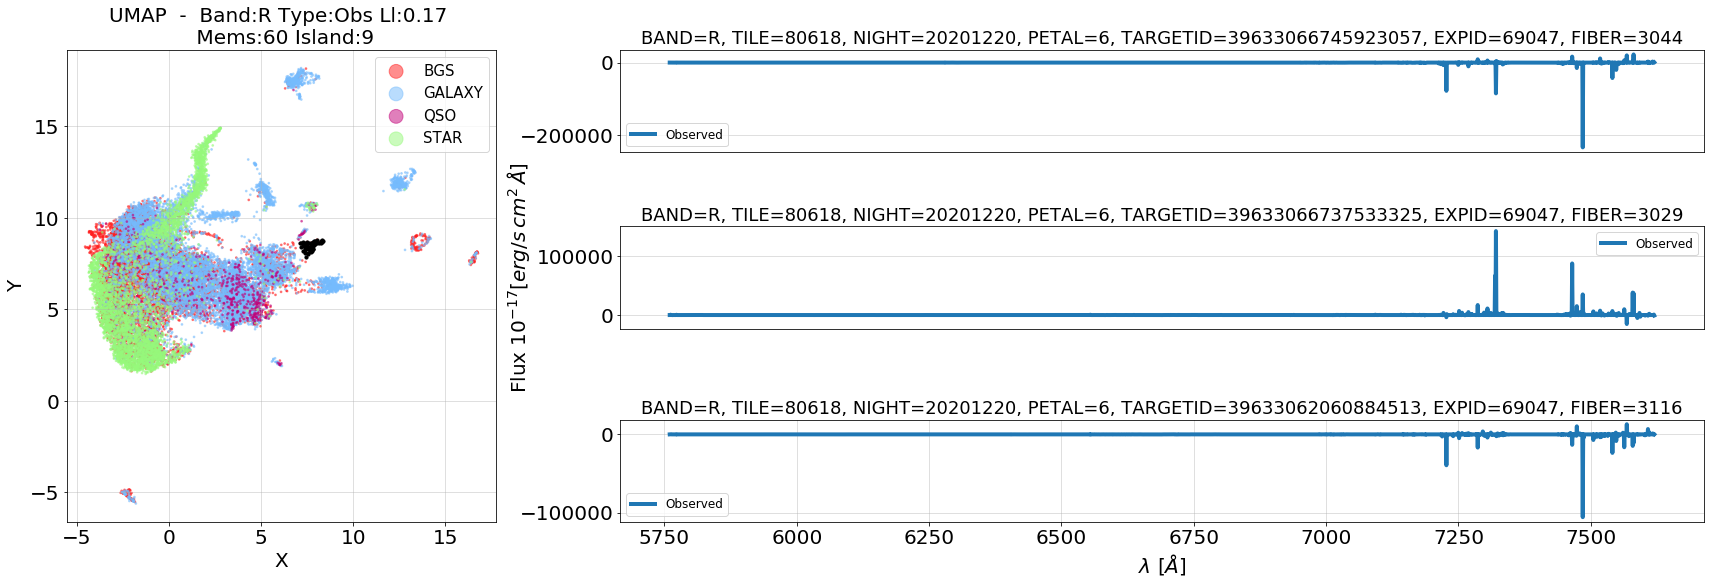 UMAP - Band:R Type:Obs Ll:0.17
Mems:60 Island:9
BGS
GALAXY
QSO
STAR
15
10
5
0
−5
Y
−5 0 5 10 15
X
Flux 10^−17 [erg/s cm^2 Å]
BAND=R, TILE=80618, NIGHT=20201220, PETAL=6, TARGETID=39633066745923057, EXPID=69047, FIBER=3044
0
−200000
Observed
BAND=R, TILE=80618, NIGHT=20201220, PETAL=6, TARGETID=39633066737533325, EXPID=69047, FIBER=3029
100000
0
Observed
BAND=R, TILE=80618, NIGHT=20201220, PETAL=6, TARGETID=39633062060884513, EXPID=69047, FIBER=3116
0
−100000
Observed
5750 6000 6250 6500 6750 7000 7250 7500
λ [Å]